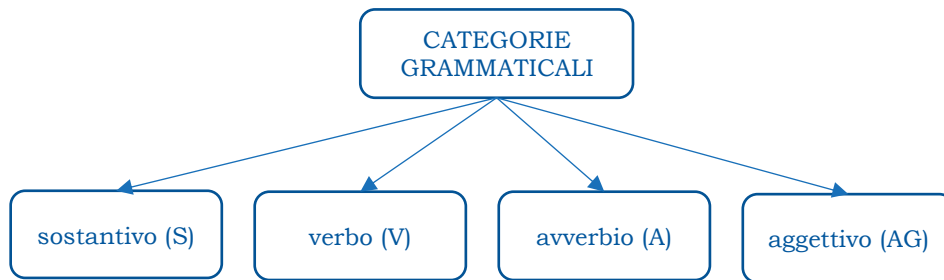 CATEGORIE
GRAMMATICALI
sostantivo (S)
verbo (V)
avverbio (A)
aggettivo (AG)